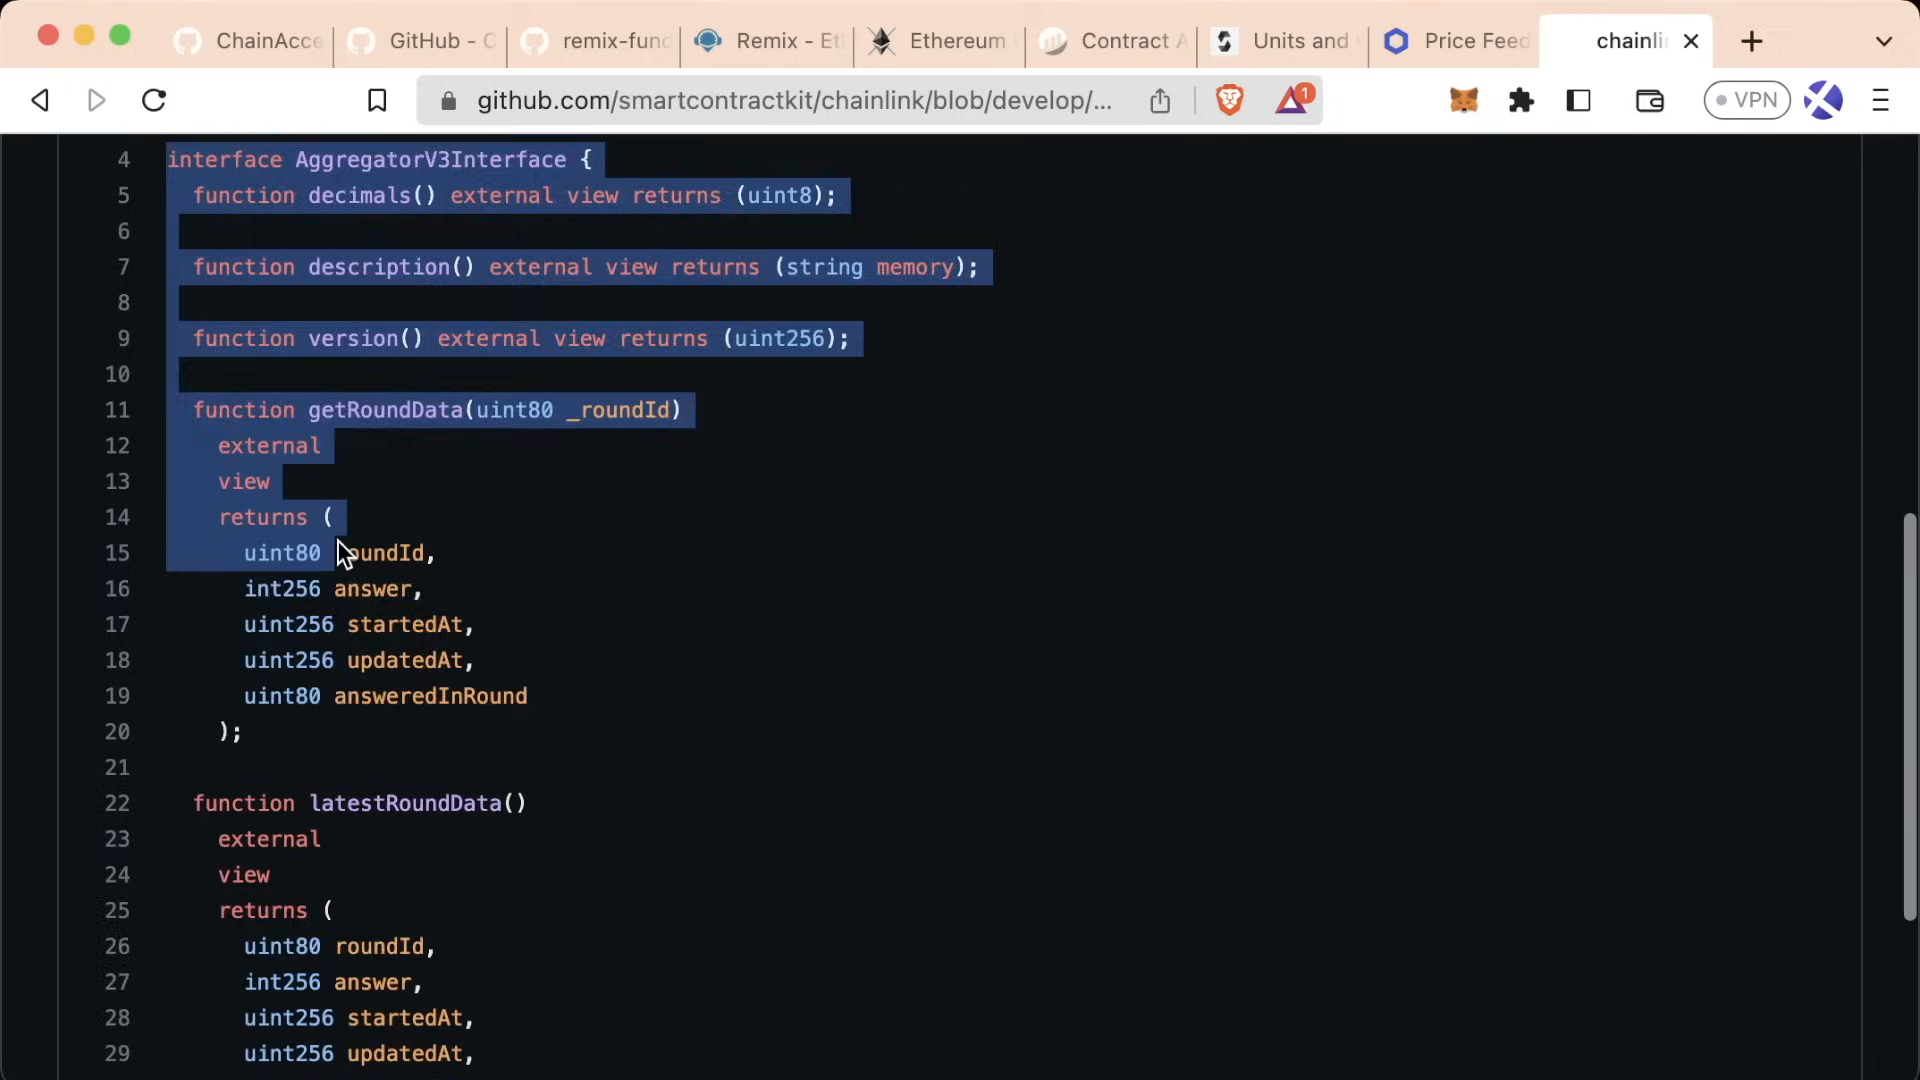 ChainAcce
GitHub - C
remix-fund
Remix - Et
Ethereum
Contract A
Units and
Price Feed
chainli
github.com/smartcontractkit/chainlink/blob/develop/...
1
VPN
4 interface AggregatorV3Interface {
5 function decimals() external view returns (uint8);
6
7 function description() external view returns (string memory);
8
9 function version() external view returns (uint256);
10
11 function getRoundData(uint80 _roundId)
12 external
13 view
14 returns (
15 uint80 roundId,
16 int256 answer,
17 uint256 startedAt,
18 uint256 updatedAt,
19 uint80 answeredInRound
20 );
21
22 function latestRoundData()
23 external
24 view
25 returns (
26 uint80 roundId,
27 int256 answer,
28 uint256 startedAt,
29 uint256 updatedAt,